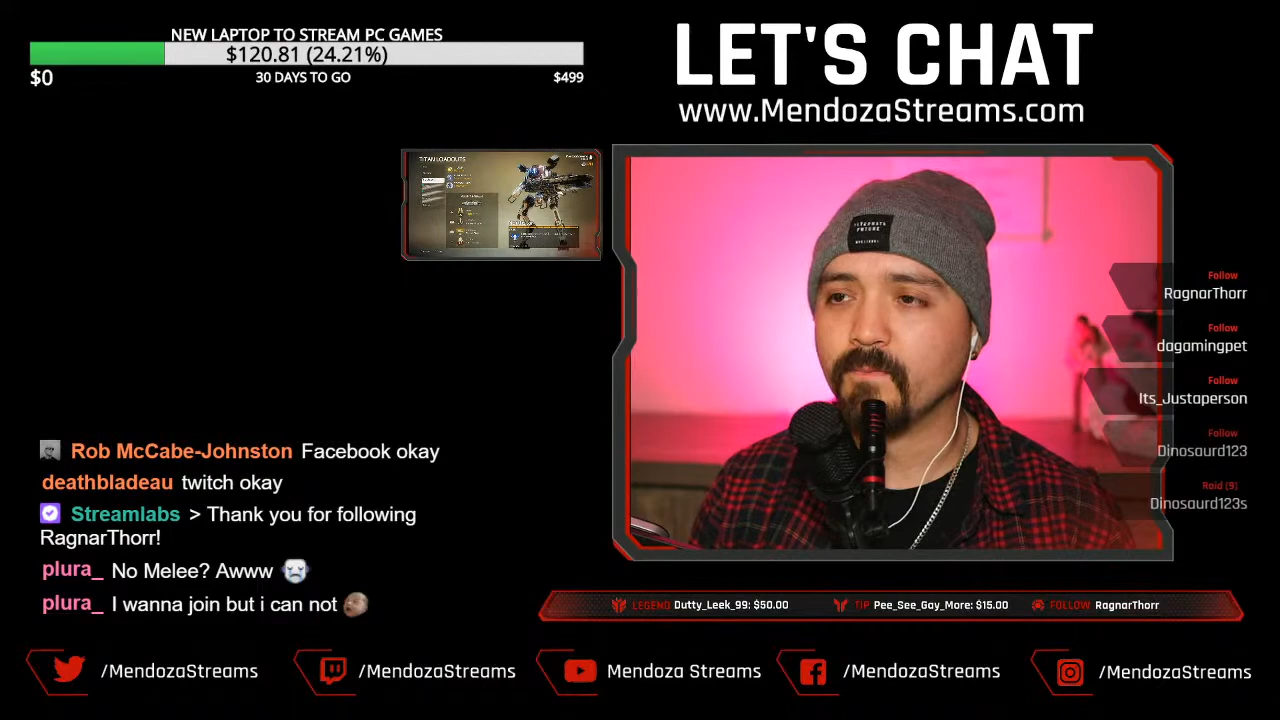 NEW LAPTOP TO STREAM PC GAMES
$120.81 (24.21%)
$0
30 DAYS TO GO
$499
LET'S CHAT
www.MendozaStreams.com
TITAN LOADOUTS
Follow
RagnarThorr
Follow
dagamingpet
Follow
Its_Justaperson
Follow
Dinosaurd123
Raid (9)
Dinosaurd123s
Rob McCabe-Johnston Facebook okay
deathbladeau twitch okay
Streamlabs > Thank you for following
RagnarThorr!
plura_ No Melee? Awww
plura_ I wanna join but i can not
LEGEND Dutty_Leek_99: $50.00
TIP Pee_See_Gay_More: $15.00
FOLLOW RagnarThorr
/MendozaStreams
/MendozaStreams
Mendoza Streams
/MendozaStreams
/MendozaStreams